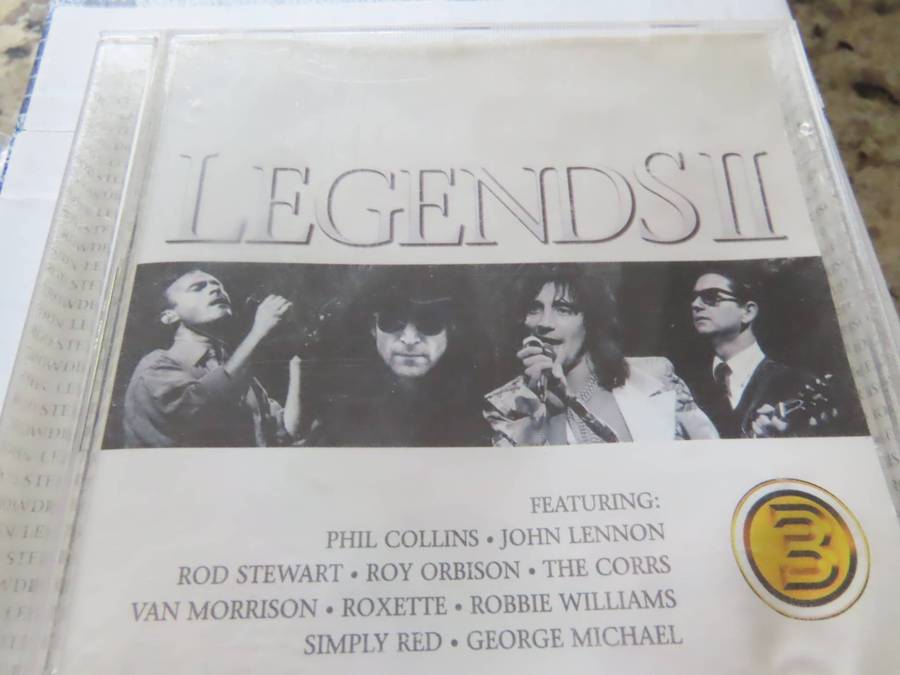 LEGENDS II
FEATURING:
PHIL COLLINS • JOHN LENNON
ROD STEWART • ROY ORBISON • THE CORRS
VAN MORRISON • ROXETTE • ROBBIE WILLIAMS
SIMPLY RED • GEORGE MICHAEL
3